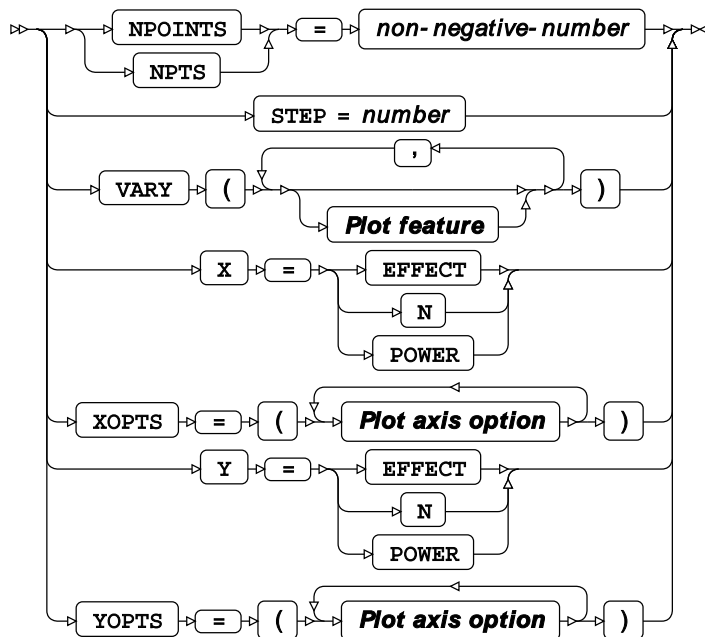 NPOINTS = non-negative-number
NPTS
STEP = number
,
VARY ( )
Plot feature
X = EFFECT
N
POWER
XOPTS = ( Plot axis option )
Y = EFFECT
N
POWER
YOPTS = ( Plot axis option )